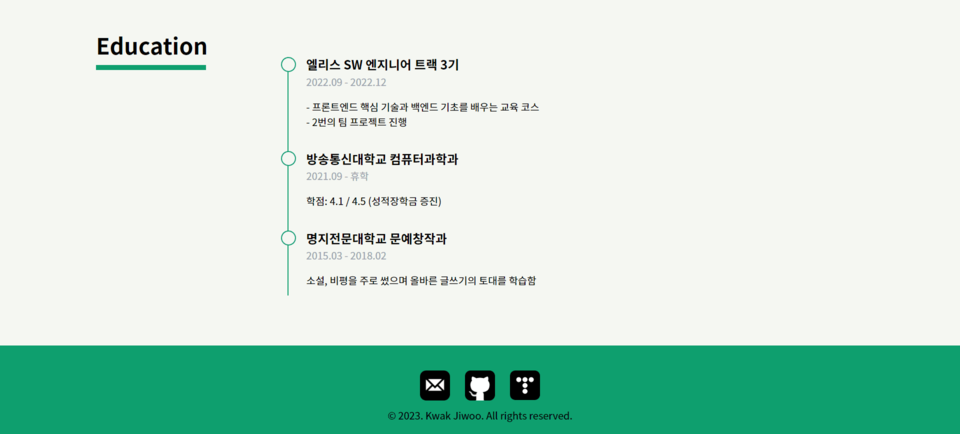 Education
엘리스 SW 엔지니어 트랙 3기
2022.09 - 2022.12
- 프론트엔드 핵심 기술과 백엔드 기초를 배우는 교육 코스
- 2번의 팀 프로젝트 진행
방송통신대학교 컴퓨터과학과
2021.09 - 휴학
학점: 4.1 / 4.5 (성적장학금 증진)
명지전문대학교 문예창작과
2015.03 - 2018.02
소설, 비평을 주로 썼으며 올바른 글쓰기의 토대를 학습함
© 2023. Kwak Jiwoo. All rights reserved.